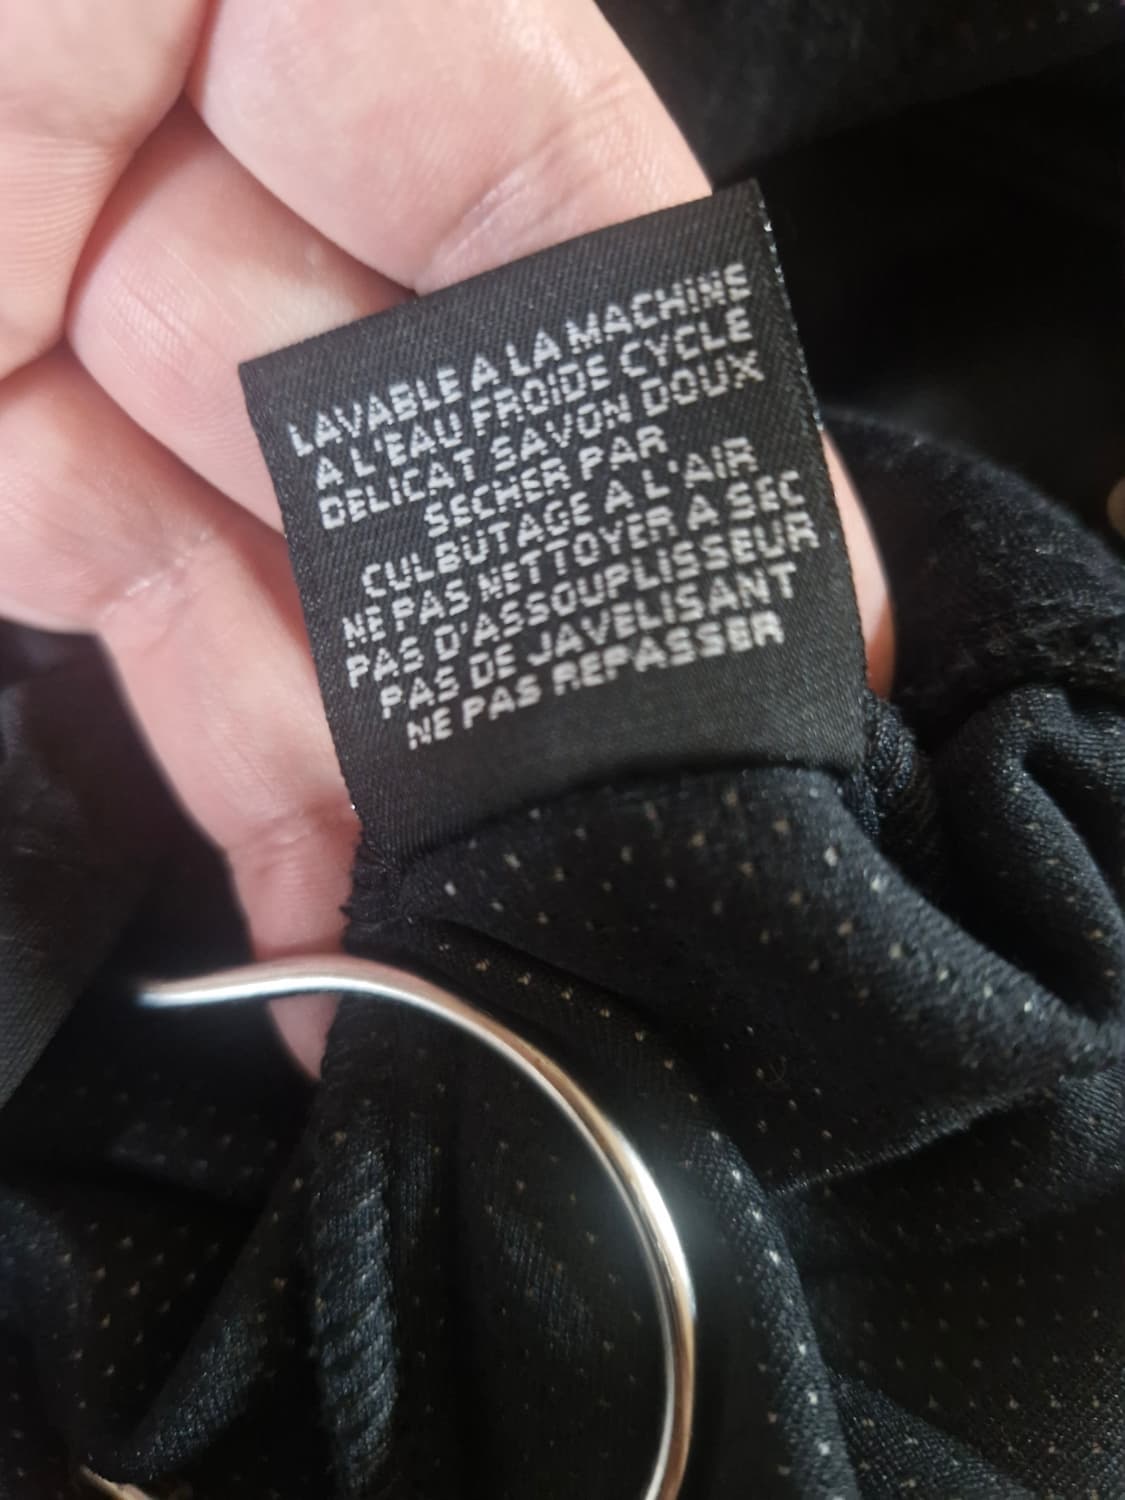 LAVABLE A LA MACHINE
A L'EAU FROIDE CYCLE
DELICAT SAVON DOUX
SECHER PAR
CULBUTAGE A L'AIR
NE PAS NETTOYER A SEC
PAS D'ASSOUPLISSEUR
PAS DE JAVELISANT
NE PAS REPASSER